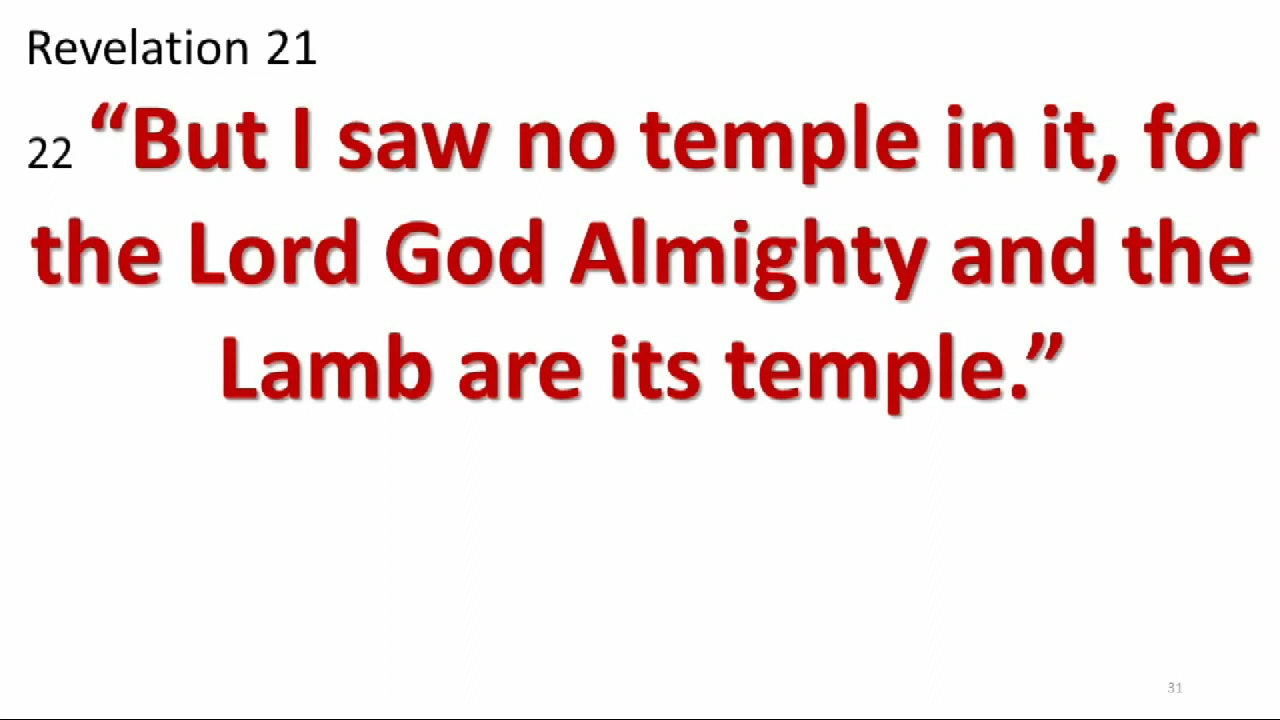 Revelation 21
22 “But I saw no temple in it, for
the Lord God Almighty and the
Lamb are its temple.”
31